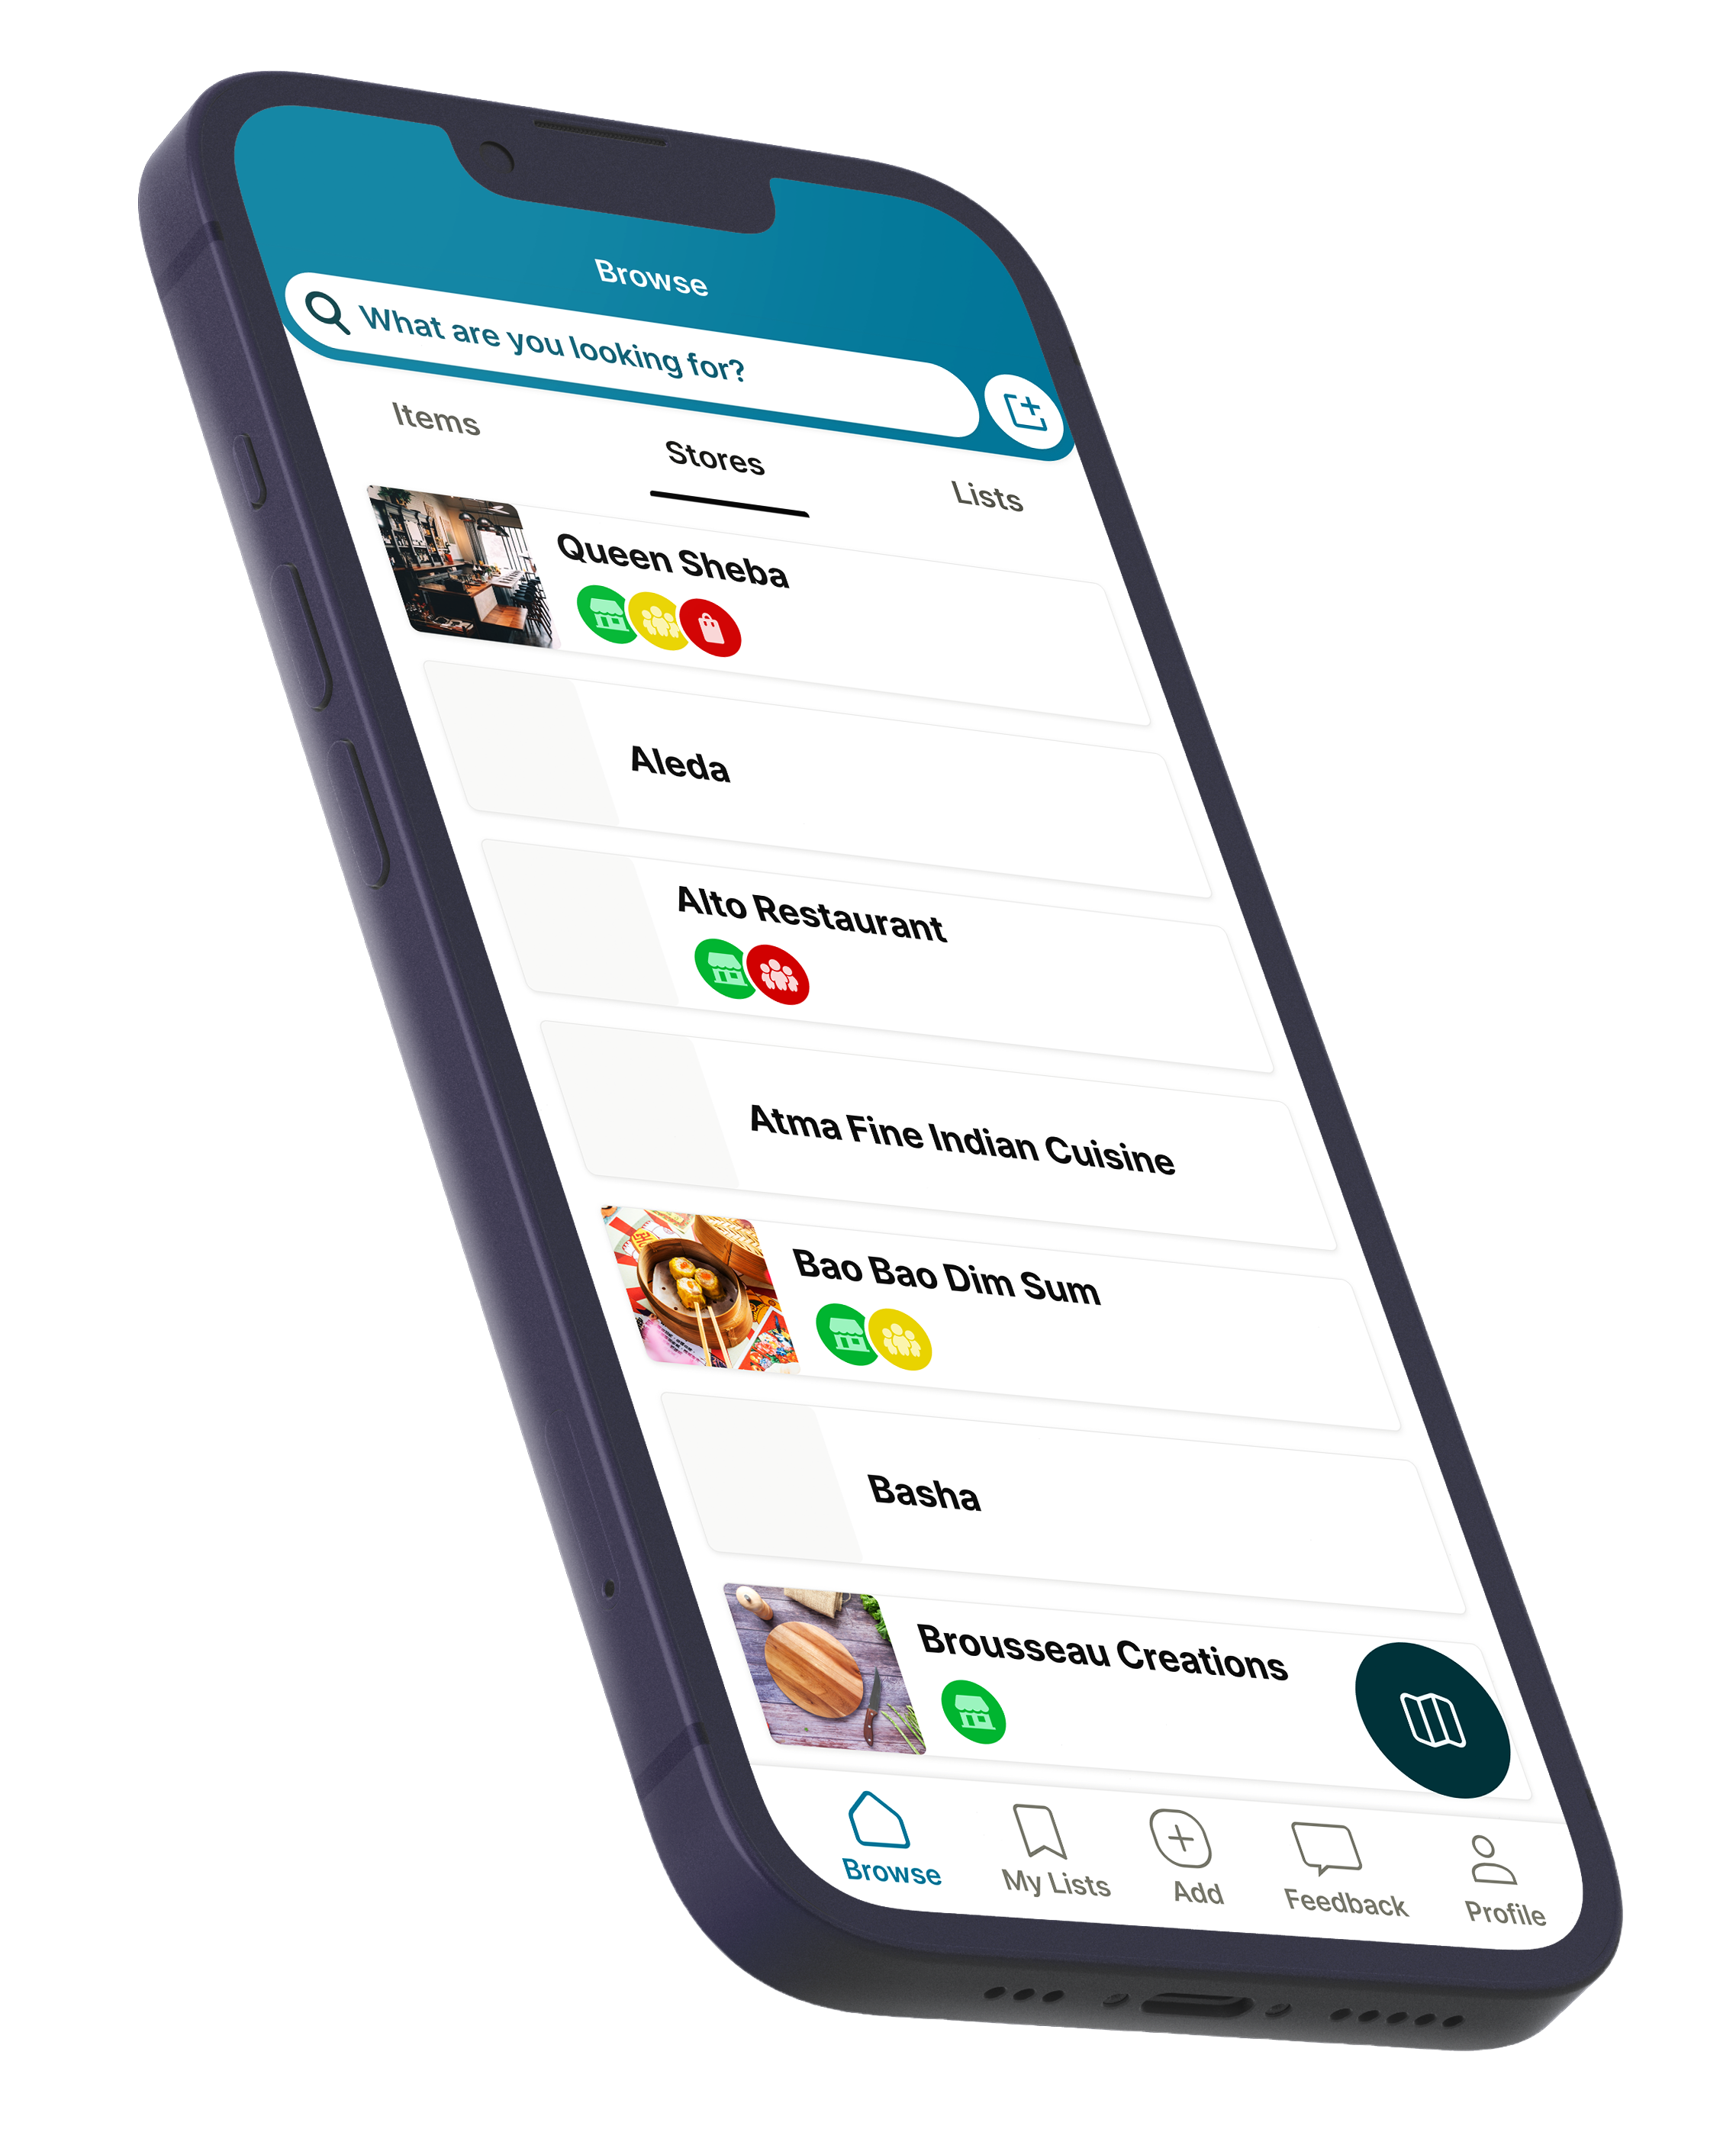 Browse
What are you looking for?
Items
Stores
Lists
Queen Sheba
Aleda
Alto Restaurant
Atma Fine Indian Cuisine
Bao Bao Dim Sum
Basha
Brousseau Creations
Browse
My Lists
Add
Feedback
Profile